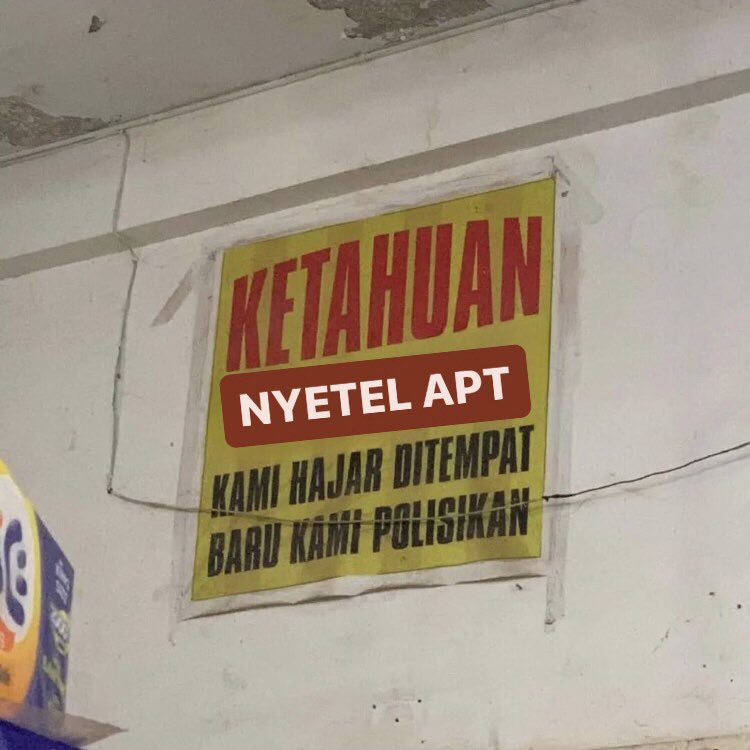 KETAHUAN
NYETEL APT
KAMI HAJAR DITEMPAT
BARU KAMI POLISIKAN